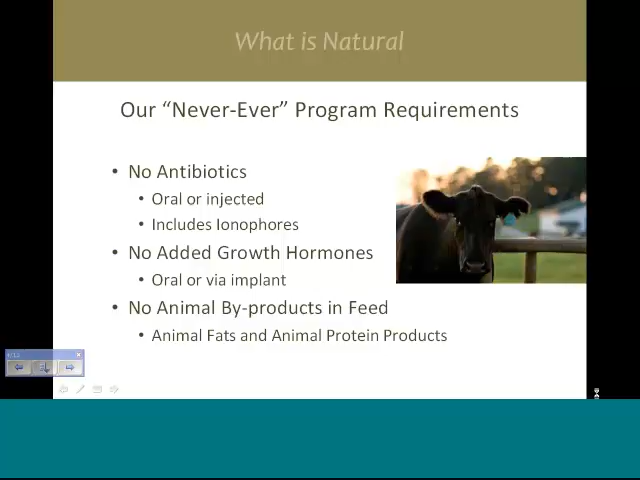 What is Natural
Our “Never-Ever” Program Requirements
• No Antibiotics
• Oral or injected
• Includes Ionophores
• No Added Growth Hormones
• Oral or via implant
• No Animal By-products in Feed
• Animal Fats and Animal Protein Products